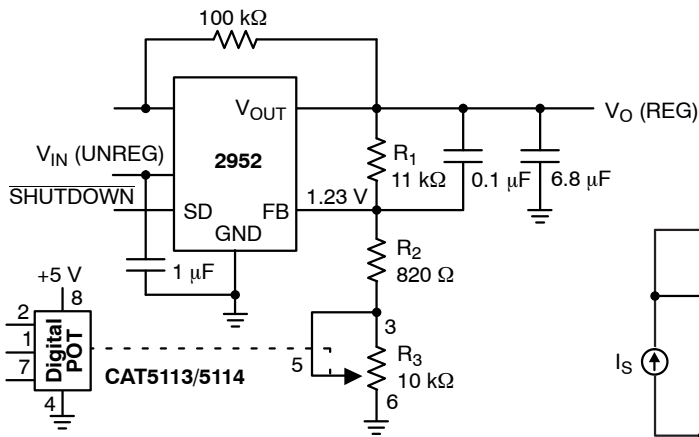 100 kΩ
V_OUT
V_O (REG)
V_IN (UNREG)
2952
R_1
11 kΩ
0.1 μF
6.8 μF
SHUTDOWN
SD
FB
1.23 V
GND
R_2
820 Ω
1 μF
+5 V
8
2
1
7
4
Digital
POT
CAT5113/5114
3
5
R_3
10 kΩ
6
I_S